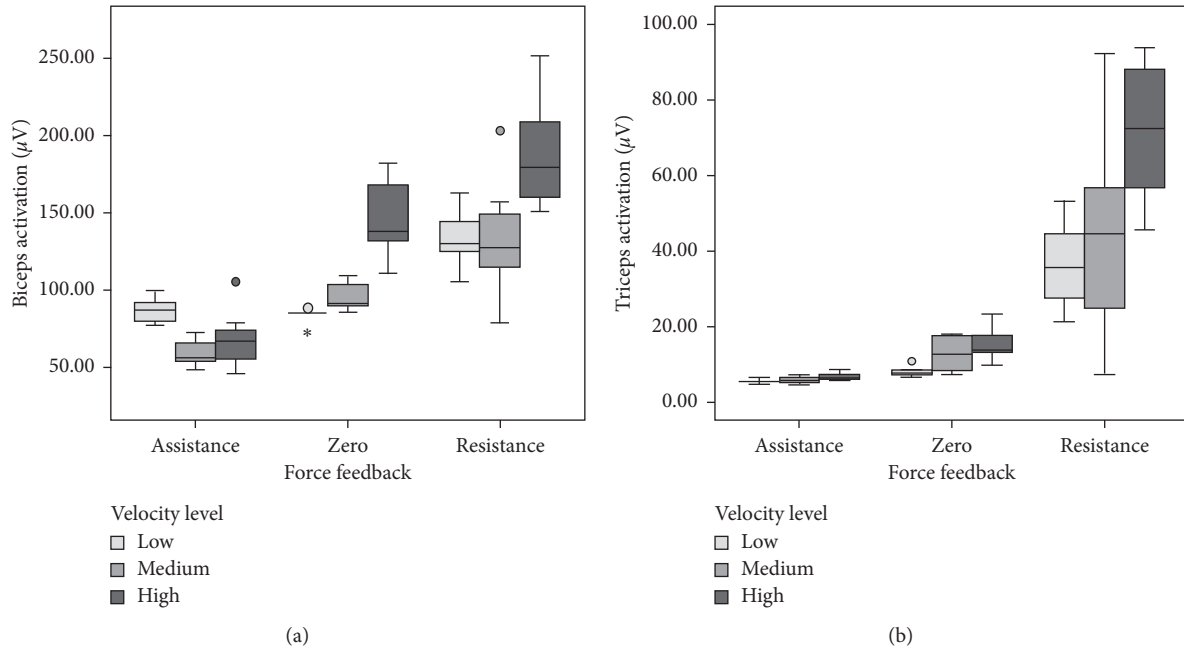 Biceps activation (μV)
250.00
200.00
150.00
100.00
50.00
*
Assistance Zero Resistance
Force feedback
Velocity level
Low
Medium
High
(a)
Triceps activation (μV)
100.00
80.00
60.00
40.00
20.00
0.00
Assistance Zero Resistance
Force feedback
Velocity level
Low
Medium
High
(b)